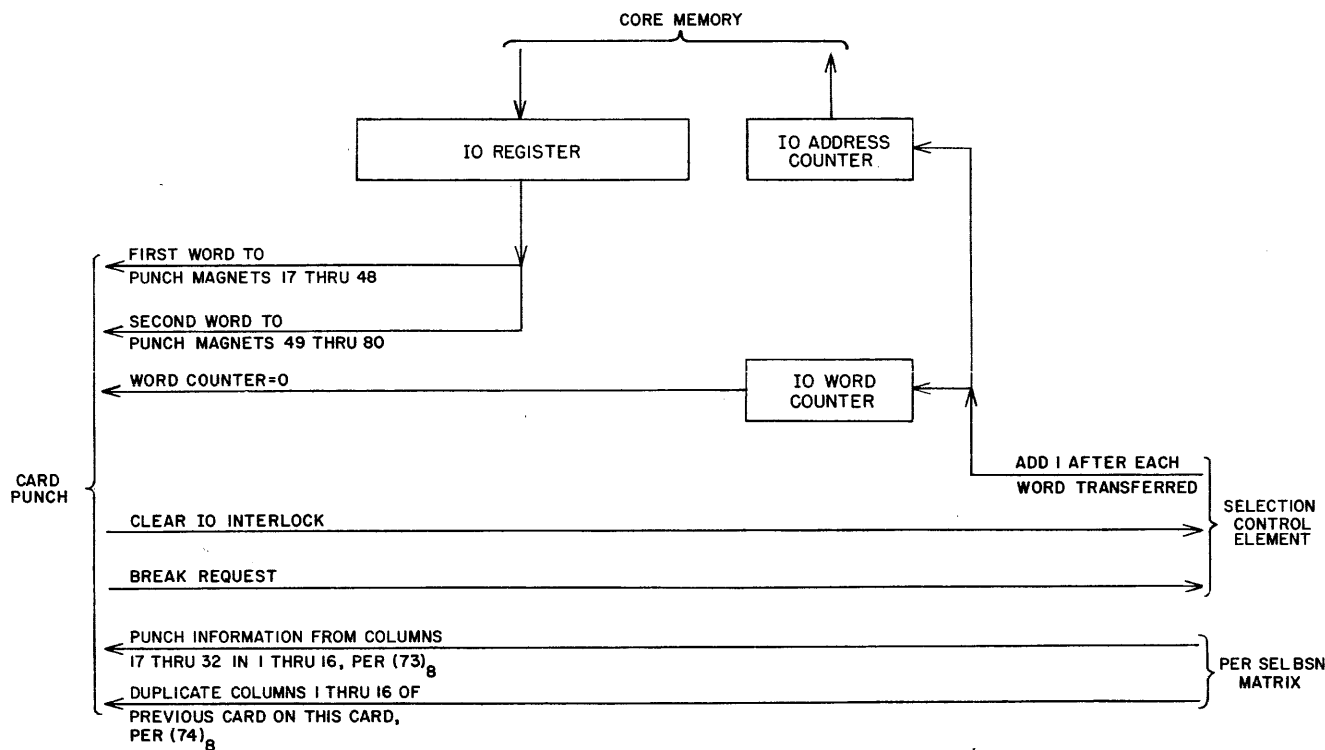 CORE MEMORY
IO REGISTER
IO ADDRESS
COUNTER
FIRST WORD TO
PUNCH MAGNETS 17 THRU 48
SECOND WORD TO
PUNCH MAGNETS 49 THRU 80
WORD COUNTER=0
IO WORD
COUNTER
ADD 1 AFTER EACH
WORD TRANSFERRED
CARD
PUNCH
CLEAR IO INTERLOCK
SELECTION
CONTROL
ELEMENT
BREAK REQUEST
PUNCH INFORMATION FROM COLUMNS
17 THRU 32 IN 1 THRU 16, PER (73)8
PER SEL BSN
MATRIX
DUPLICATE COLUMNS 1 THRU 16 OF
PREVIOUS CARD ON THIS CARD,
PER (74)8